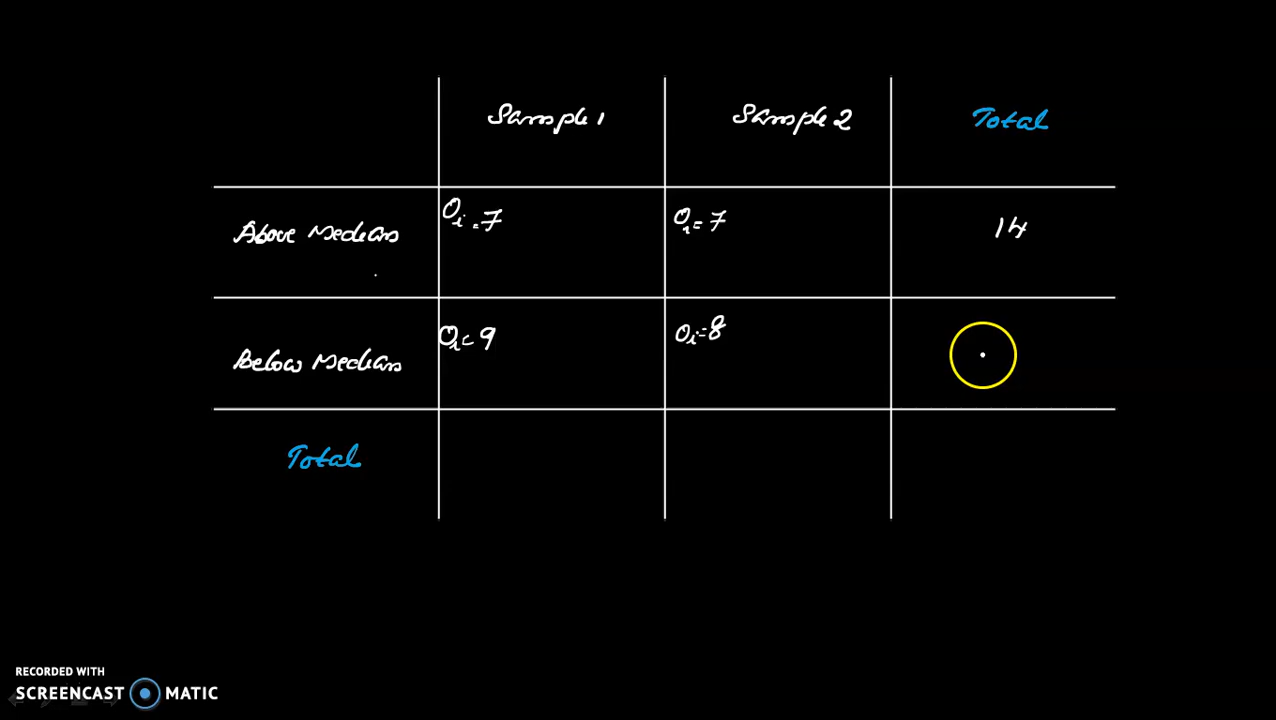 Sample 1 Sample 2 Total
Above Median Oi = 7 Oi = 7 14
Below Median Oi = 9 Oi = 8
Total
RECORDED WITH
SCREENCAST MATIC